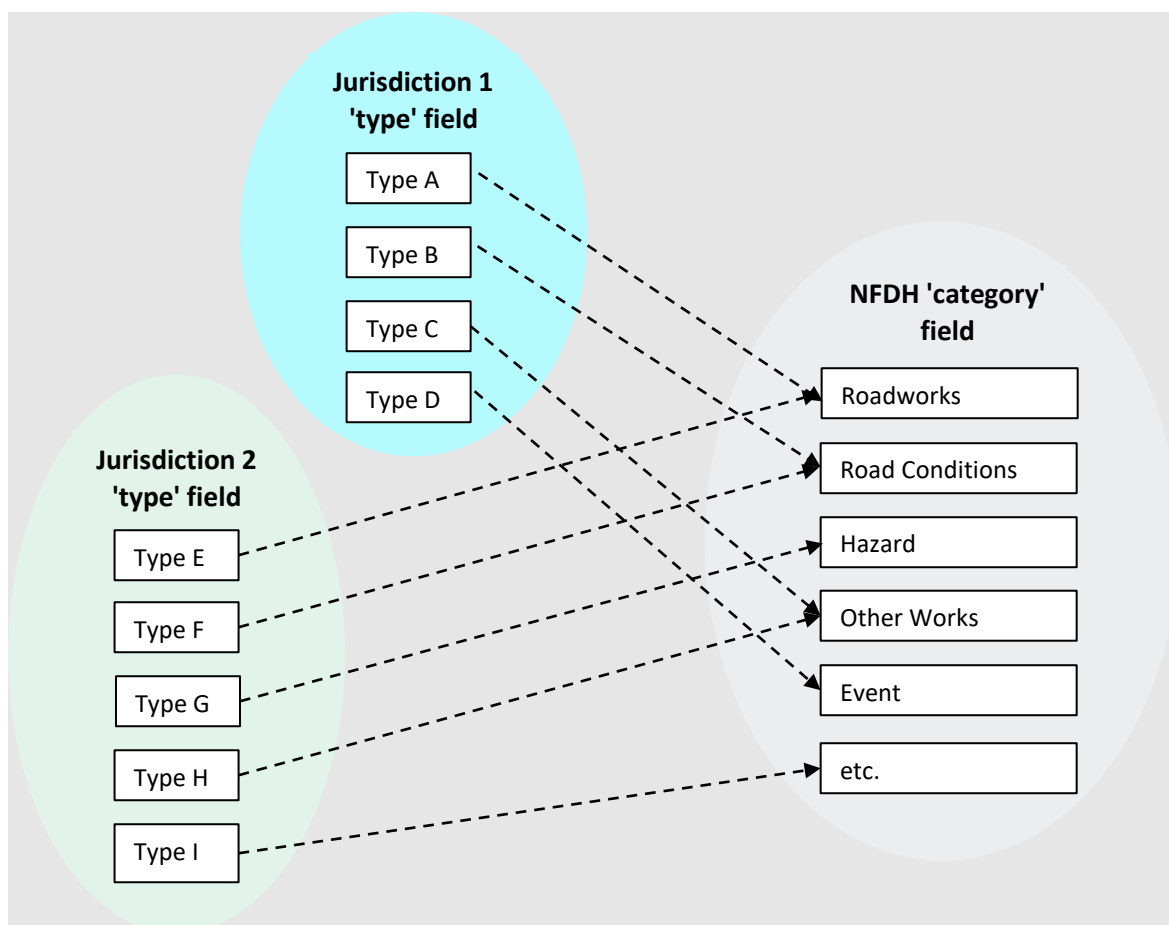 Jurisdiction 1
'type' field
Type A
Type B
Type C
Type D
Jurisdiction 2
'type' field
Type E
Type F
Type G
Type H
Type I
NFDH 'category'
field
Roadworks
Road Conditions
Hazard
Other Works
Event
etc.